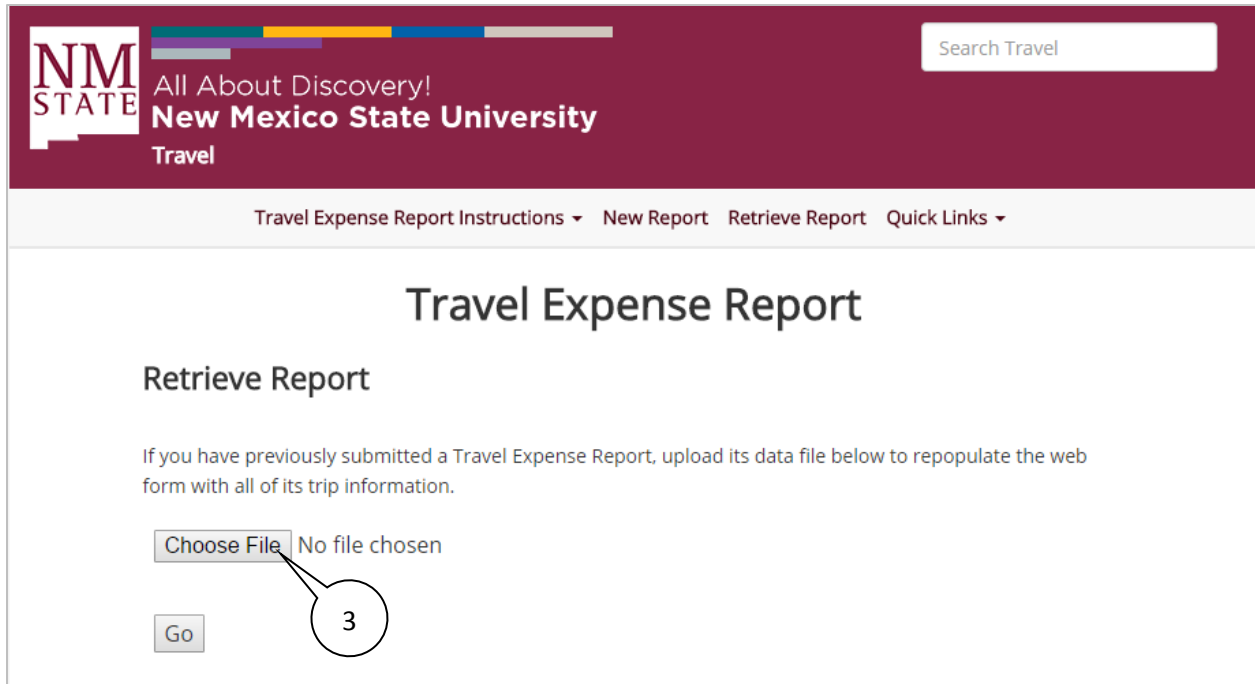 NM
STATE
All About Discovery!
New Mexico State University
Travel
Search Travel
Travel Expense Report Instructions New Report Retrieve Report Quick Links
Travel Expense Report
Retrieve Report
If you have previously submitted a Travel Expense Report, upload its data file below to repopulate the web
form with all of its trip information.
Choose File No file chosen
3
Go